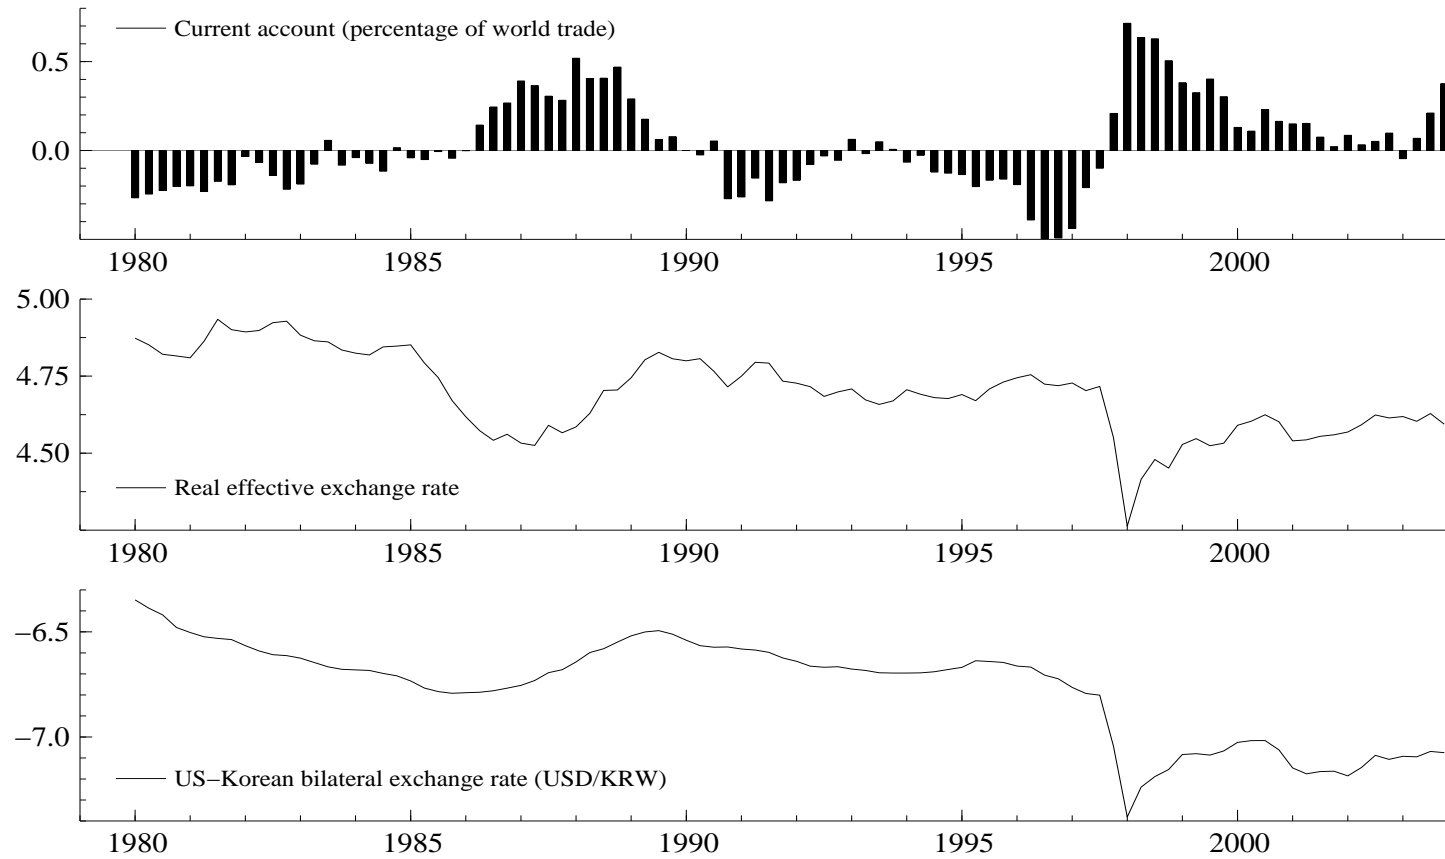 Current account (percentage of world trade)
0.5
0.0
1980 1985 1990 1995 2000
5.00
4.75
4.50
Real effective exchange rate
1980 1985 1990 1995 2000
−6.5
−7.0
US−Korean bilateral exchange rate (USD/KRW)
1980 1985 1990 1995 2000